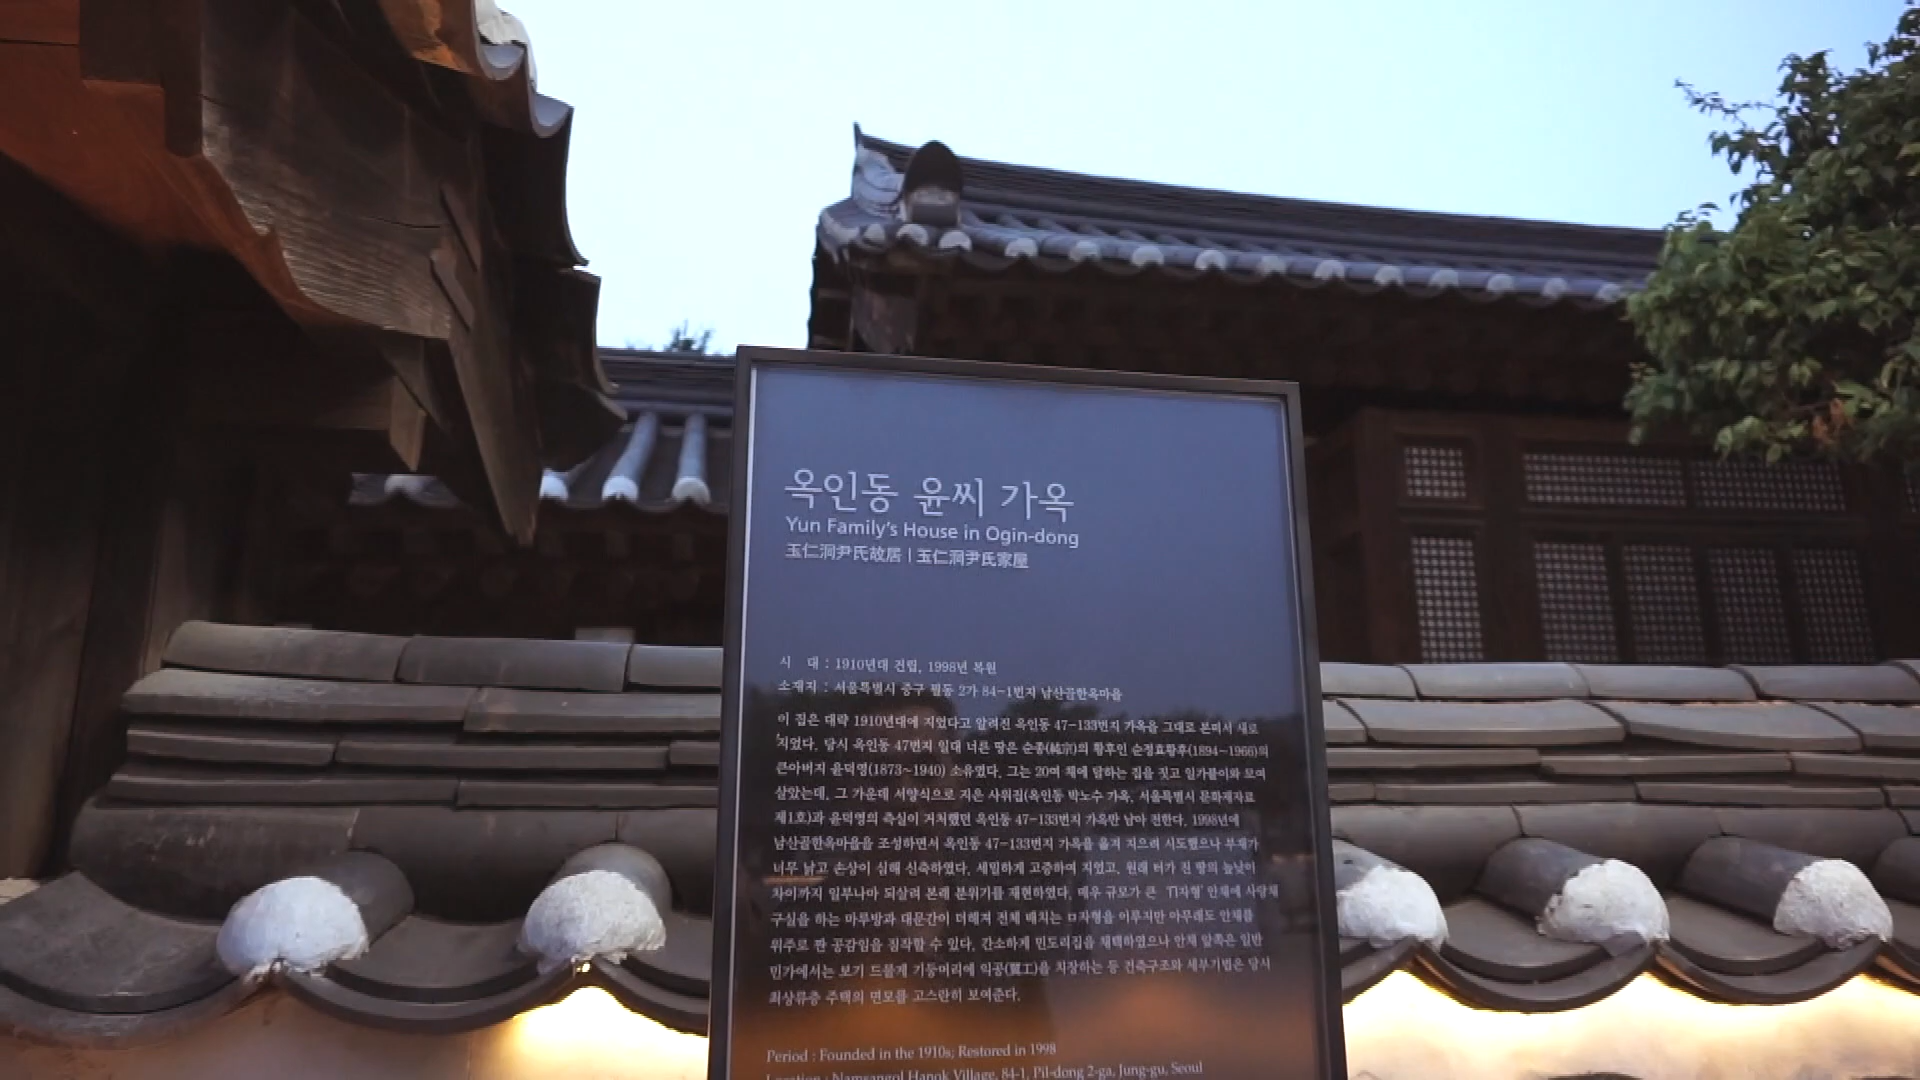 옥인동 윤씨 가옥
Yun Family's House in Ogin-dong
玉仁洞尹氏故居 | 玉仁洞尹氏家屋
시 대 : 1910년대 건립, 1998년 복원
소재지 : 서울특별시 중구 필동 2가 84-1번지 남산골한옥마을
이 집은 대략 1910년대에 지었다고 알려진 옥인동 47-133번지 가옥을 그대로 본떠서 새로
지었다. 당시 옥인동 47번지 일대 너른 땅은 순종(純宗)의 황후인 순정효황후(1894~1966)의
큰아버지 윤덕영(1873~1940) 소유였다. 그는 20여 채에 달하는 집을 짓고 일가붙이와 모여
살았는데, 그 가운데 서양식으로 지은 사위집(옥인동 박노수 가옥, 서울특별시 문화재자료
제1호)과 윤덕영의 측실이 거처했던 옥인동 47-133번지 가옥만 남아 전한다. 1998년에
남산골한옥마을을 조성하면서 옥인동 47-133번지 가옥을 옮겨 지으려 시도했으나 부재가
너무 낡고 손상이 심해 신축하였다. 세밀하게 고증하여 지었고, 원래 터가 진 땅의 높낮이
차이까지 일부나마 되살려 본래 분위기를 재현하였다. 매우 규모가 큰 'ㄇ자형' 안채에 사랑채
구실을 하는 마루방과 대문간이 더해져 전체 배치는 ㅁ자형을 이루지만 아무래도 안채를
위주로 짠 공간임을 짐작할 수 있다. 간소하게 민도리집을 채택하였으나 안채 앞쪽은 일반
민가에서는 보기 드물게 기둥머리에 익공(翼工)을 치장하는 등 건축구조와 세부기법은 당시
최상류층 주택의 면모를 고스란히 보여준다.
Period : Founded in the 1910s; Restored in 1998
Location : Namsangol Hanok Village, 84-1, Pil-dong 2-ga, Jung-gu, Seoul